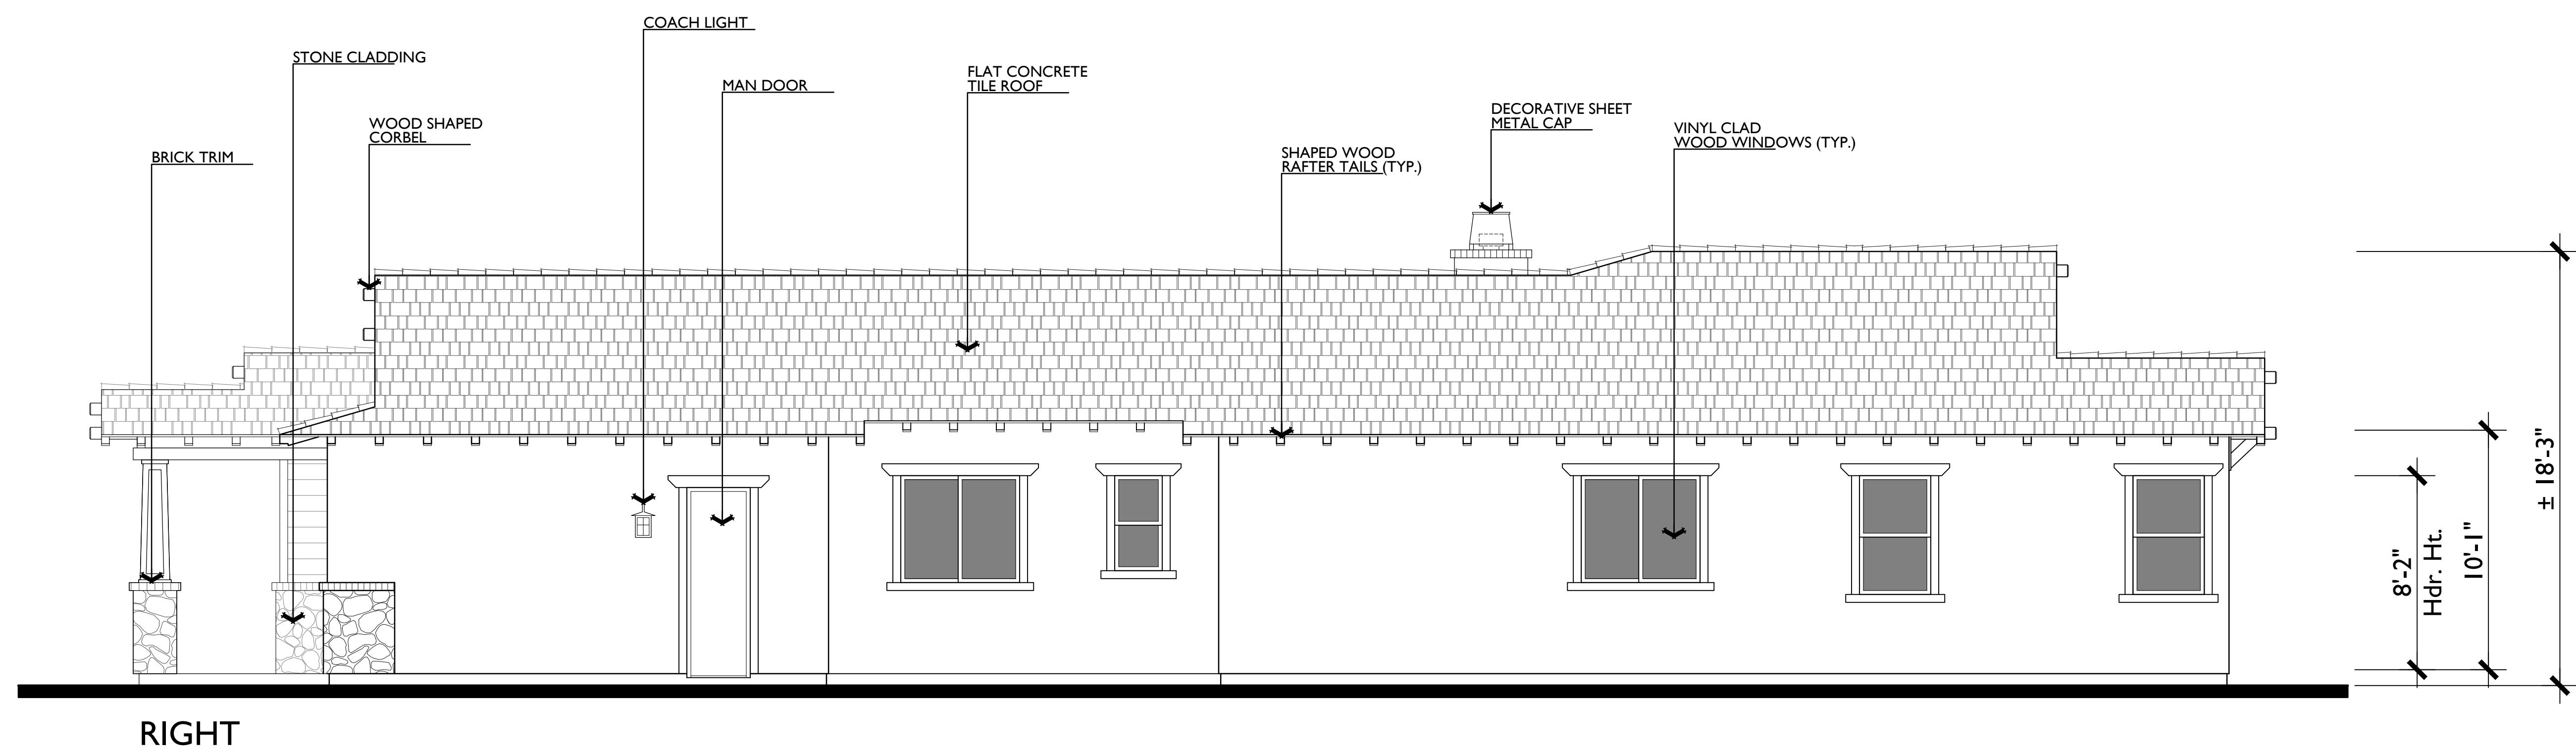 COACH LIGHT
STONE CLADDING
MAN DOOR
FLAT CONCRETE
TILE ROOF
DECORATIVE SHEET
METAL CAP
WOOD SHAPED
CORBEL
VINYL CLAD
WOOD WINDOWS (TYP.)
BRICK TRIM
SHAPED WOOD
RAFTER TAILS (TYP.)
8'-2"
Hdr. Ht.
10'-1"
± 18'-3"
RIGHT